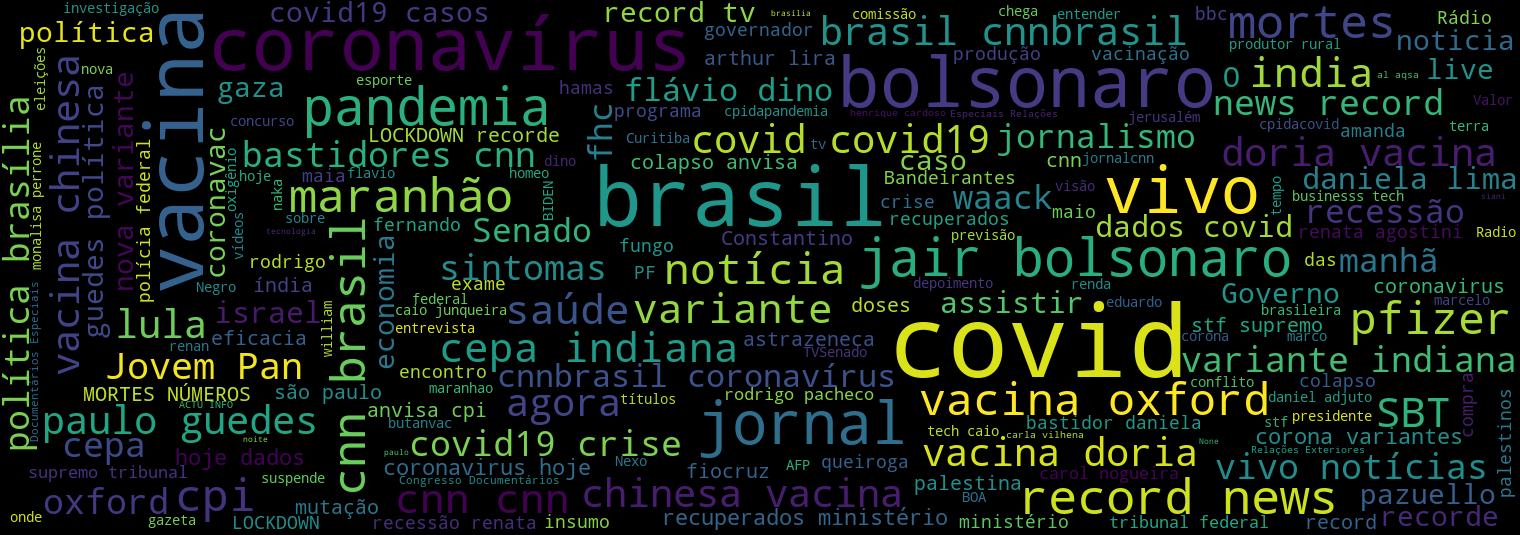 investigação
covid19 casos
record tv
brasilia
comissão
chega
entender
bbc
mortes
Rádio
política
vacina
coronavírus
governador
brasil cnnbrasil
produtor rural
noticia
eleições
nova
arthur lira
produção
vacinação
O
india
al aqsa
live
vacina chinesa
nova variante
gaza
esporte
hamas
flávio dino
bolsonaro
news record
Valor
política brasília
guedes política
pandemia
programa
cpidapandemia
henrique cardoso
Especiais Relações
jerusalém
cpidacovid
amanda
terra
concurso
LOCKDOWN recorde
fhc
Curitiba
covid covid19
tv
jornalismo
doria vacina
coronavac
bastidores cnn
colapso anvisa
caso
cnn
jornalcnn
monalisa perrone
polícia federal
oxigênio
hoje
maia
flavio
homeo
dino
Bandeirantes
visão
vivo
tempo
daniela lima
naka
maranhão
BIDEN
brasil
crise
waack
maio
businesss tech
siani
videos
sobre
fernando
Senado
recuperados
dados covid
recessão
tecnologia
Constantino
previsão
renata agostini
Radio
rodrigo
fungo
jair bolsonaro
das
manhã
Negro
índia
economia
sintomas
PF
notícia
depoimento
renda
exame
Governo
coronavirus
Documentários Especiais
israel
federal
caio junqueira
saúde
variante
doses
assistir
eduardo
brasileira
marcelo
lula
eficacia
william
entrevista
covid
stf supremo
pfizer
renan
cnn brasil
cepa indiana
astrazeneca
corona
marco
Jovem Pan
encontro
TVSenado
variante indiana
cnnbrasil coronavírus
conflito
colapso
MORTES NÚMEROS
são paulo
maranhao
agora
títulos
rodrigo pacheco
vacina oxford
daniel adjuto
compra
palestinos
paulo guedes
ACTU INFO
anvisa cpi
butanvac
jornal
presidente
SBT
cepa
noite
covid19 crise
tech caio
bastidor daniela
stf
corona variantes
hoje dados
paulo
carla vilhena
None
vacina doria
Relações Exteriores
supremo tribunal
suspende
coronavirus hoje
Nexo
fiocruz
AFP
queiroga
vivo notícias
Congresso Documentários
carol nogueira
oxford
cpi
mutação
cnn cnn
chinesa vacina
palestina
BOA
record news
pazuello
onde
gazeta
LOCKDOWN
recessão renata
insumo
recuperados ministério
ministério
tribunal federal
record
recorde